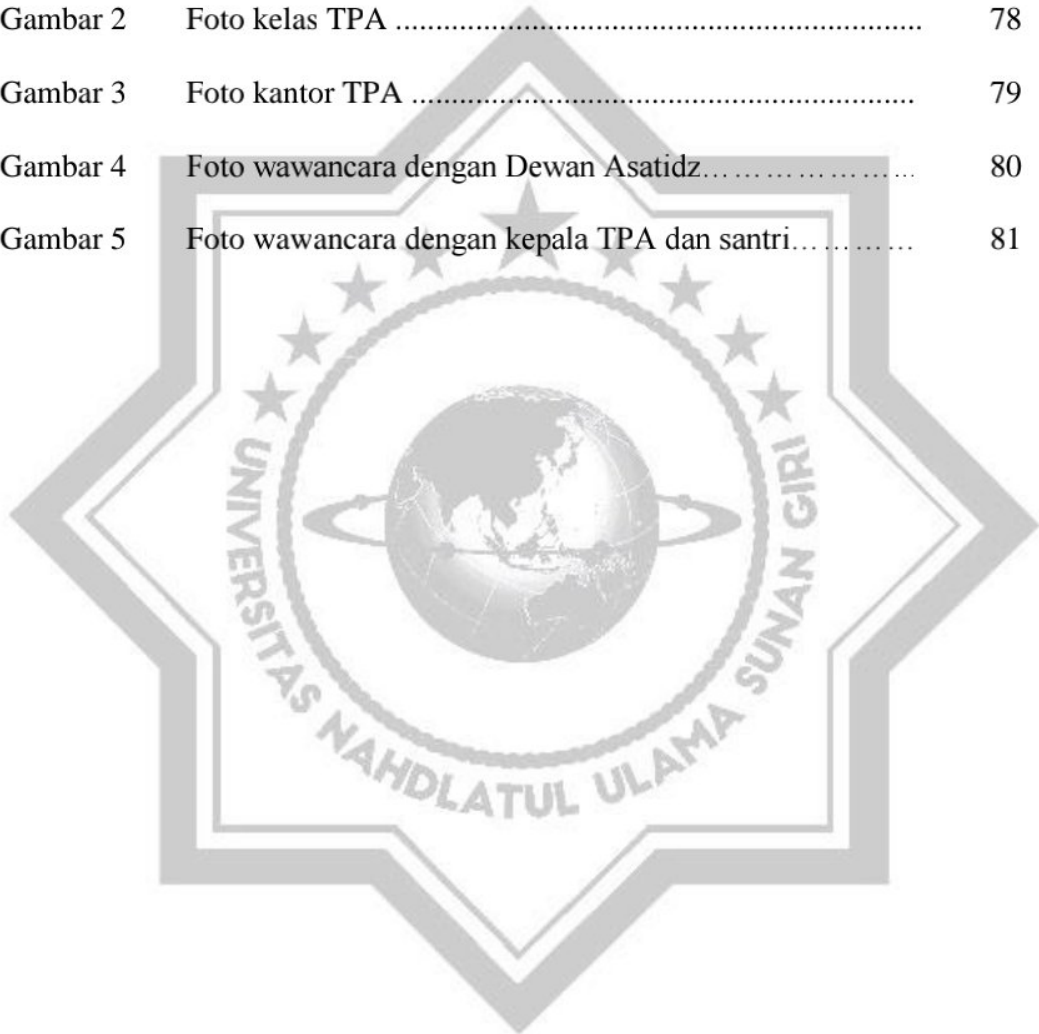 Gambar 2 Foto kelas TPA .................................................................. 78
Gambar 3 Foto kantor TPA ................................................................ 79
Gambar 4 Foto wawancara dengan Dewan Asatidz………………… 80
Gambar 5 Foto wawancara dengan kepala TPA dan santri………… 81
UNIVERSITAS NAHDLATUL ULAMA SUNAN GIRI